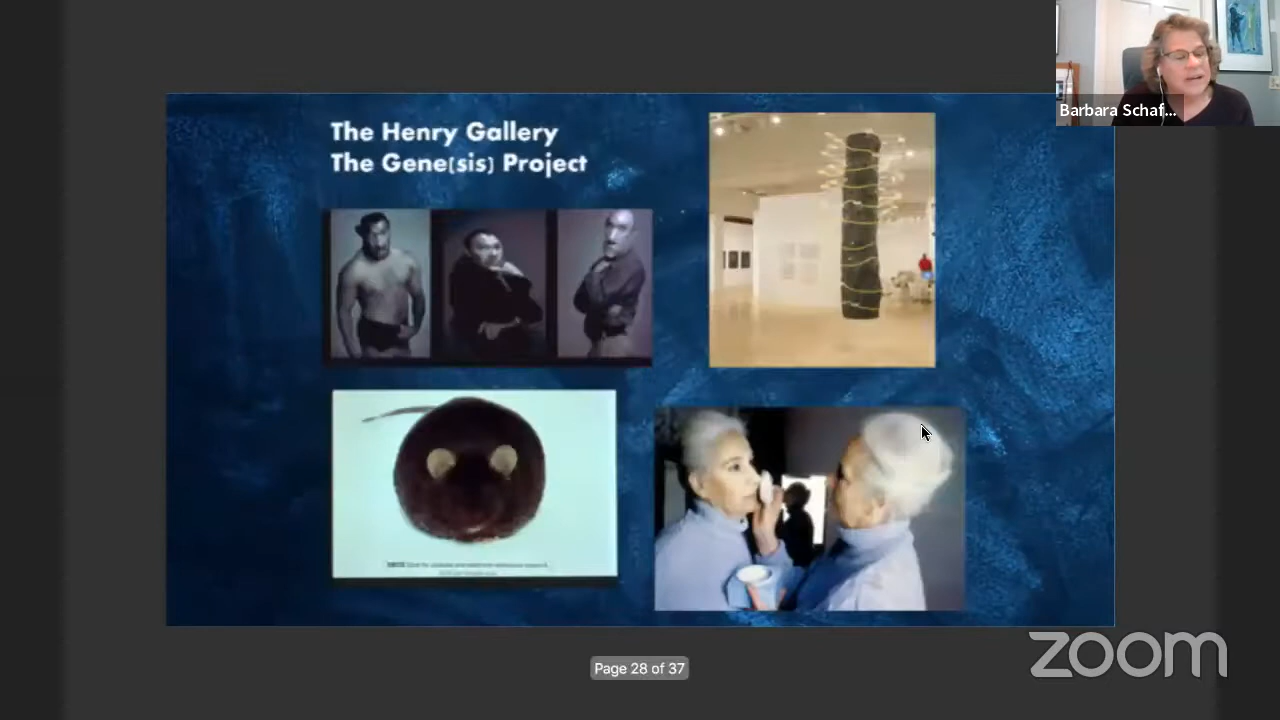 Barbara Schaf...
The Henry Gallery
The Gene(sis) Project
Page 28 of 37
zoom